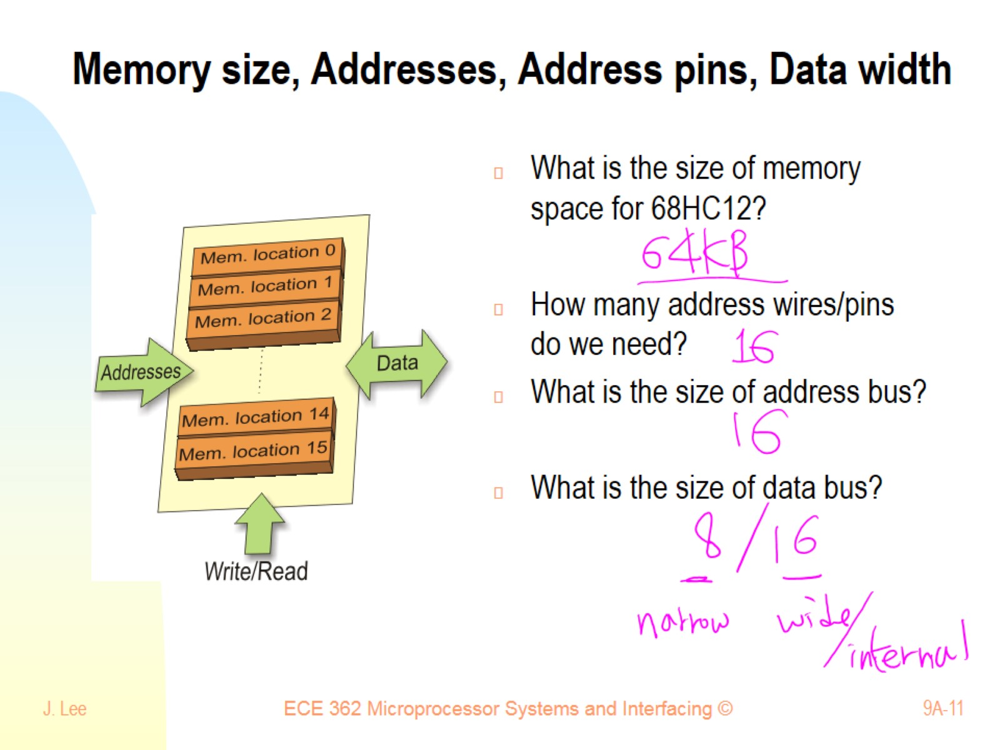 Memory size, Addresses, Address pins, Data width
What is the size of memory
space for 68HC12?
64KB
How many address wires/pins
do we need? 16
What is the size of address bus?
16
What is the size of data bus?
8/16
narrow wide/
internal
Mem. location 0
Mem. location 1
Mem. location 2
Addresses
Data
Mem. location 14
Mem. location 15
Write/Read
J. Lee
ECE 362 Microprocessor Systems and Interfacing ©
9A-11